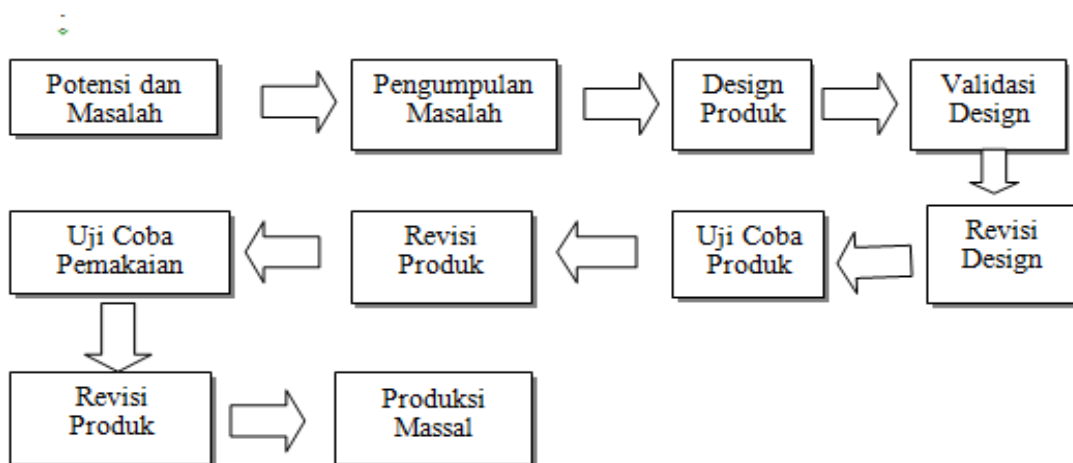 Potensi dan
Masalah
Pengumpulan
Masalah
Design
Produk
Validasi
Design
Revisi
Design
Uji Coba
Produk
Revisi
Produk
Uji Coba
Pemakaian
Revisi
Produk
Produksi
Massal